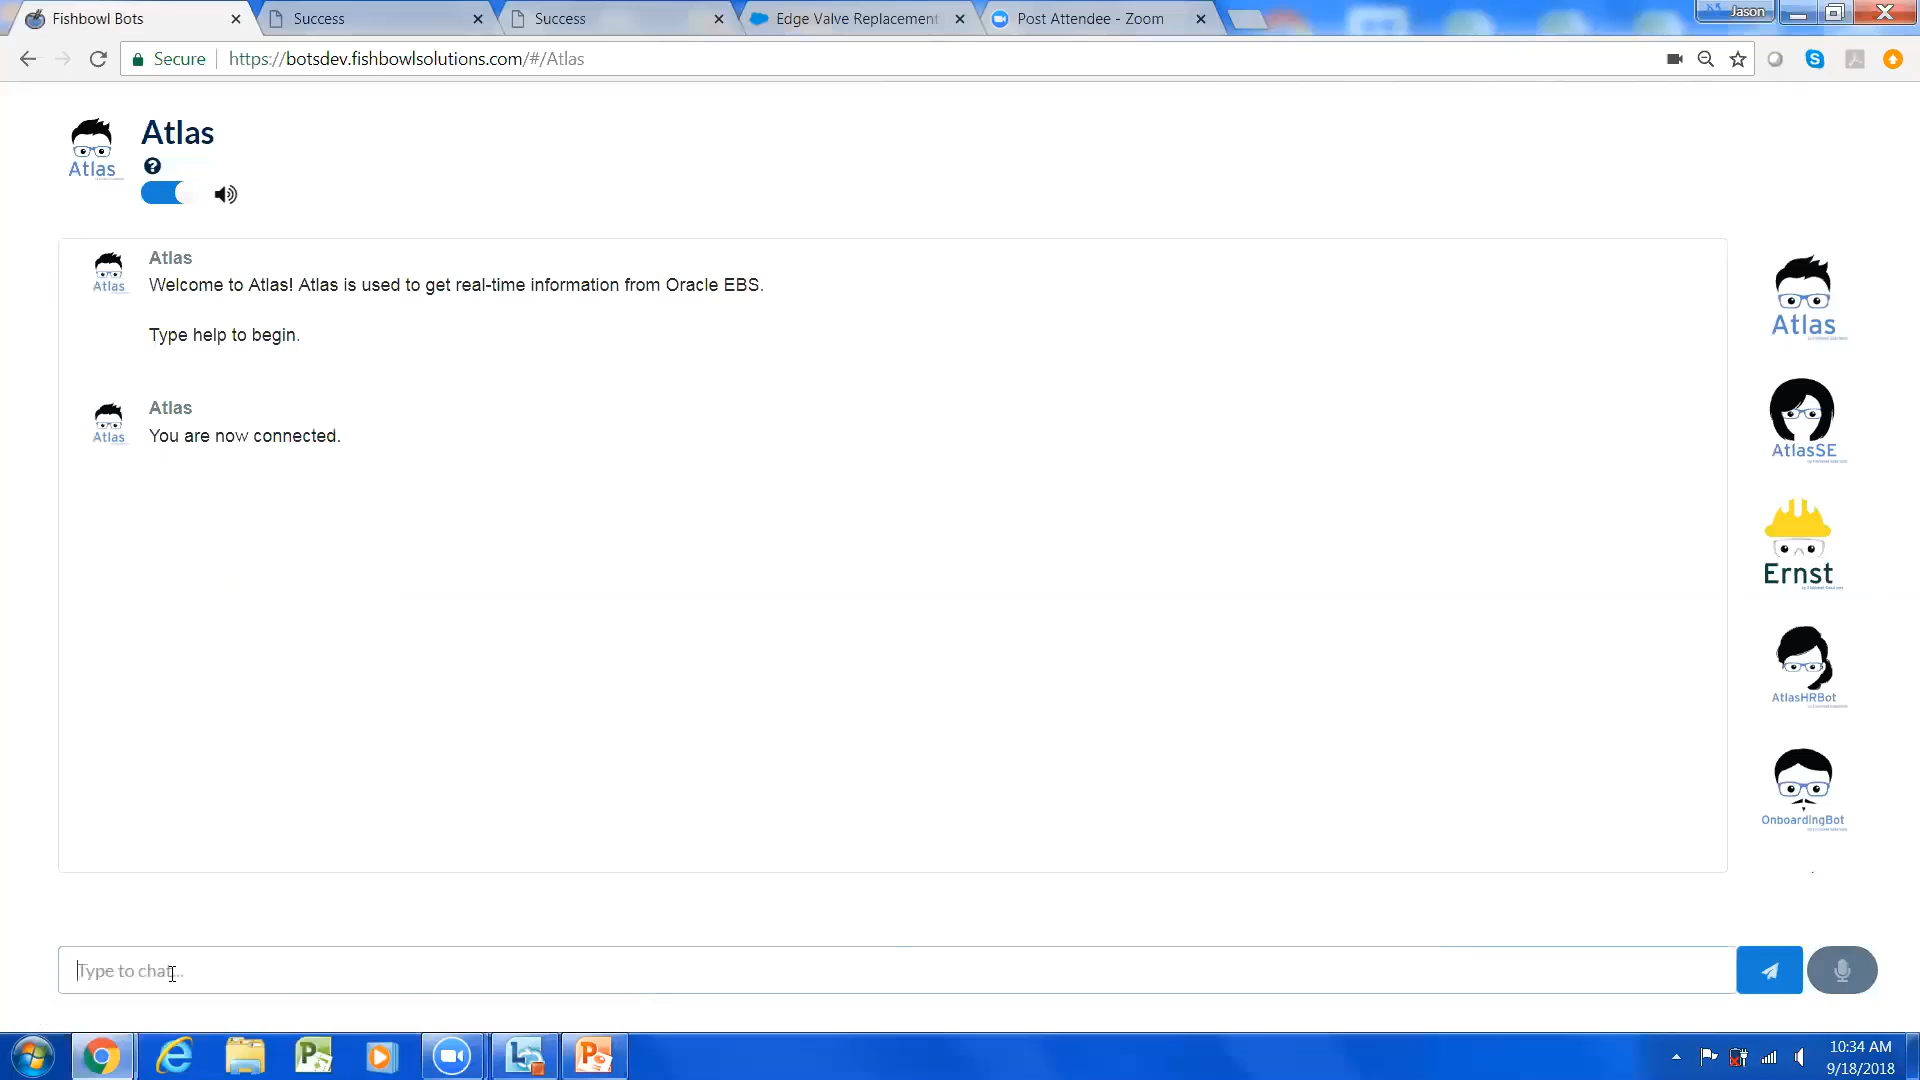 Fishbowl Bots
Success
Success
Edge Valve Replacement
Post Attendee - Zoom
Jason
Secure
https://botsdev.fishbowlsolutions.com/#/Atlas
Atlas
Atlas
Atlas
Atlas
Welcome to Atlas! Atlas is used to get real-time information from Oracle EBS.
Type help to begin.
Atlas
Atlas
You are now connected.
Atlas
Atlas
AtlasSE
Ernst
AtlasHRBot
OnboardingBot
Type to chat...
10:34 AM
9/18/2018